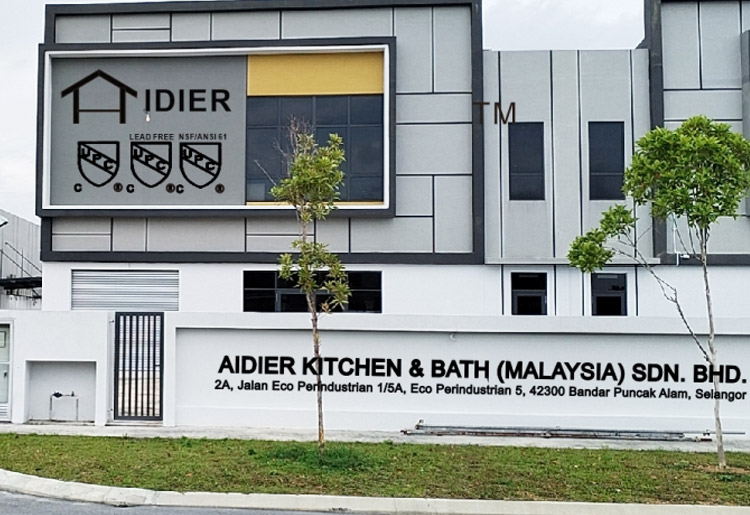 AIDIER
TM
LEAD FREE NSF/ANSI 61
UPC UPC UPC
C ® C ® C ®
AIDIER KITCHEN & BATH (MALAYSIA) SDN. BHD.
2A, Jalan Eco Perindustrian 1/5A, Eco Perindustrian 5, 42300 Bandar Puncak Alam, Selangor